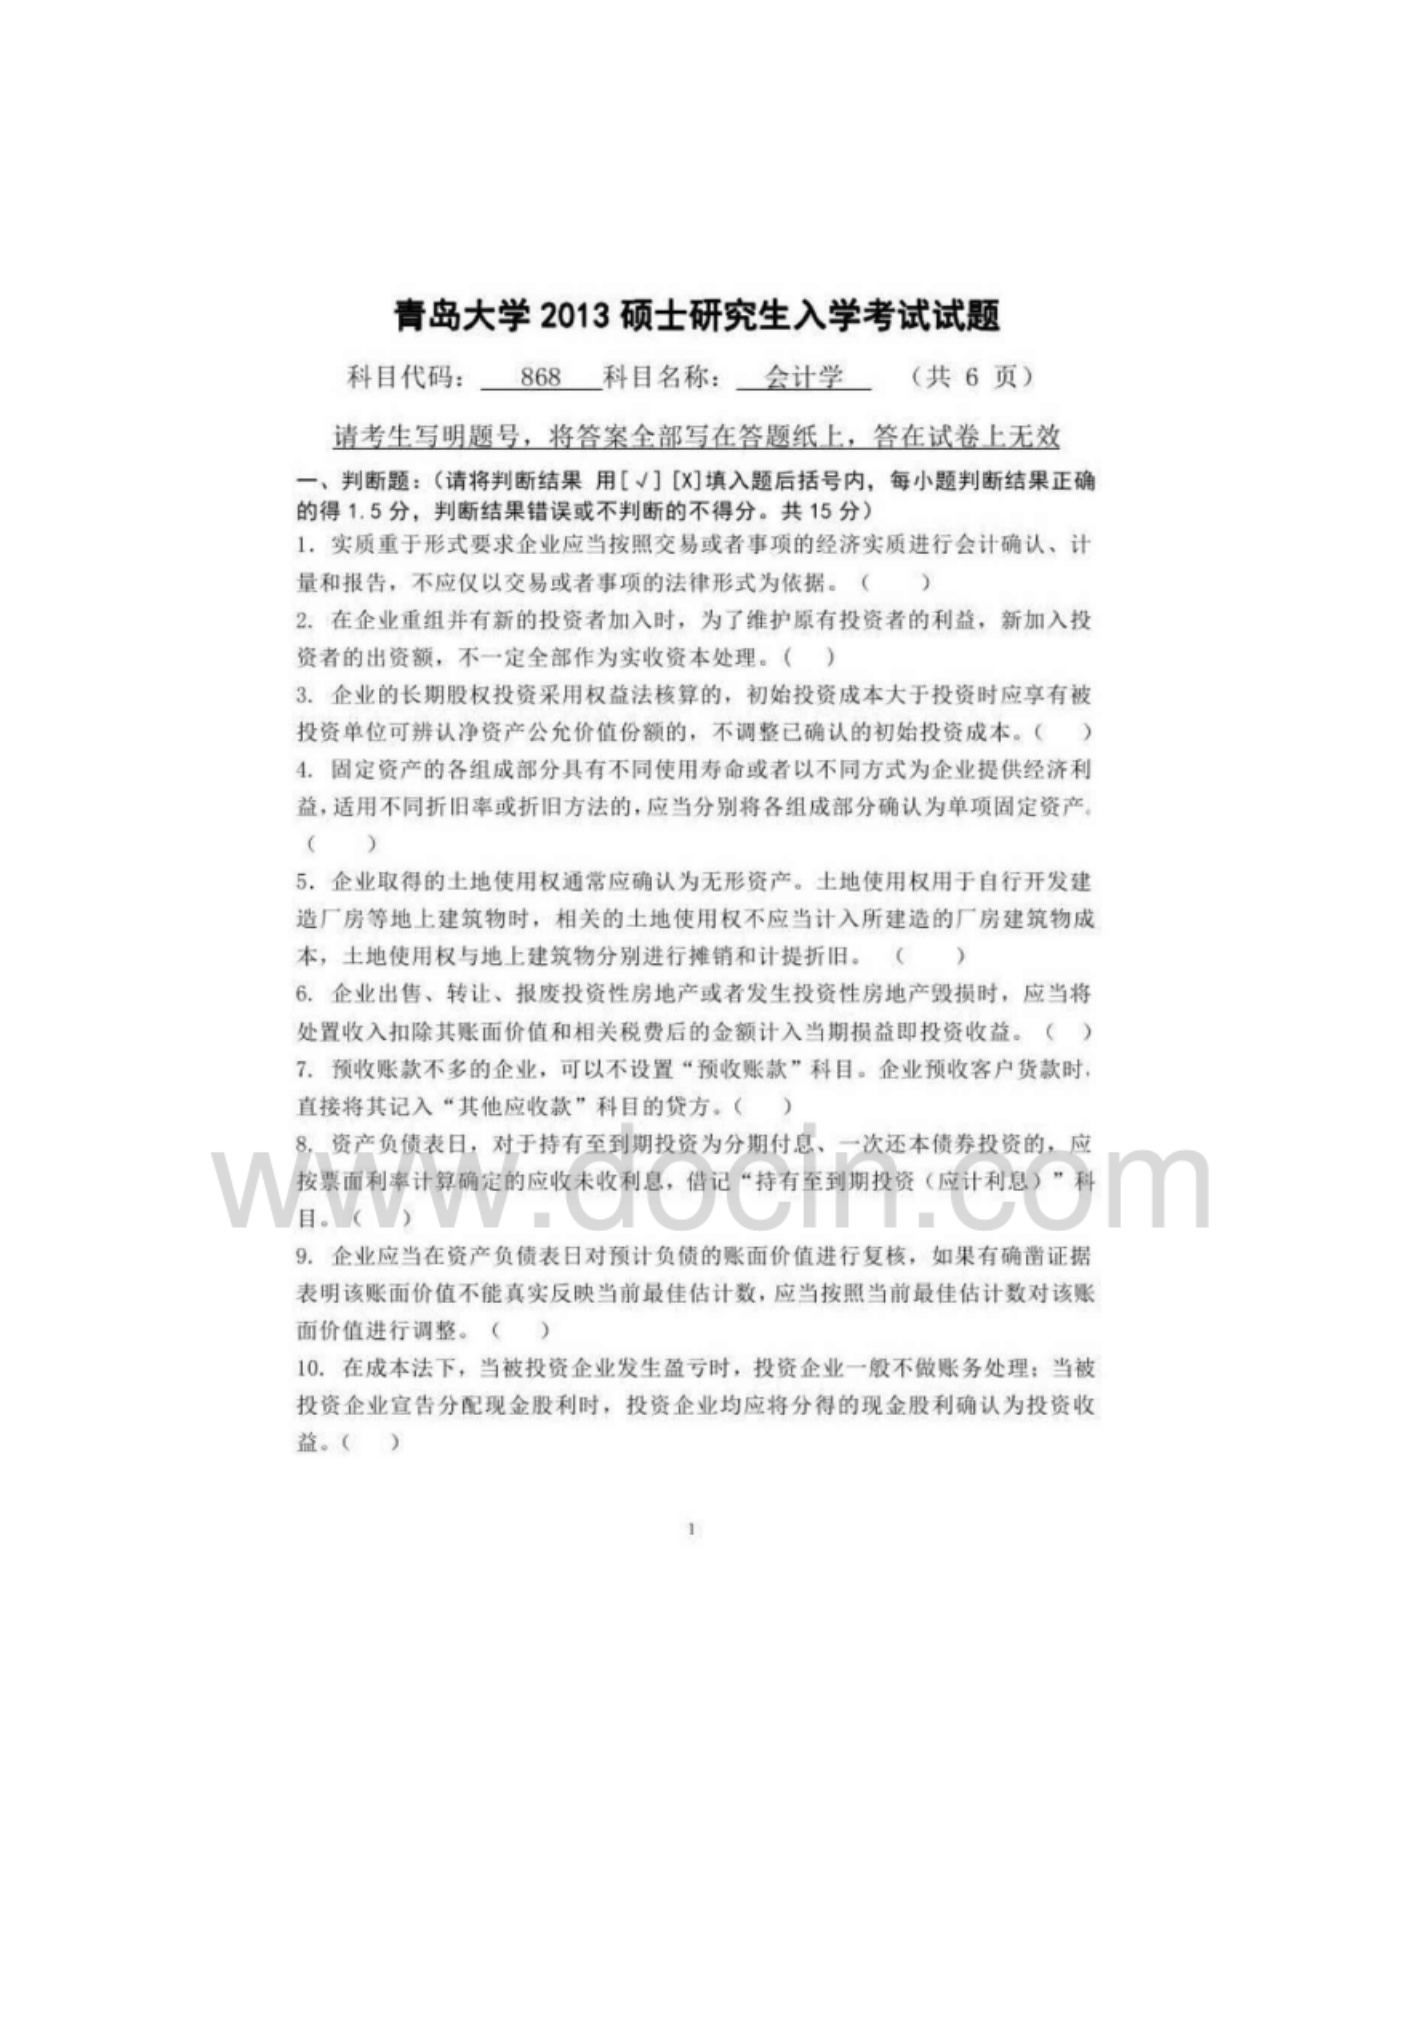 青岛大学 2013 硕士研究生入学考试试题
科目代码： 868 科目名称： 会计学 （共 6 页）
请考生写明题号，将答案全部写在答题纸上，答在试卷上无效
一、判断题：（请将判断结果 用[√] [X]填入题后括号内，每小题判断结果正确
的得 1.5 分，判断结果错误或不判断的不得分。共 15 分）
1．实质重于形式要求企业应当按照交易或者事项的经济实质进行会计确认、计
量和报告，不应仅以交易或者事项的法律形式为依据。（ ）
2. 在企业重组并有新的投资者加入时，为了维护原有投资者的利益，新加入投
资者的出资额，不一定全部作为实收资本处理。( )
3. 企业的长期股权投资采用权益法核算的，初始投资成本大于投资时应享有被
投资单位可辨认净资产公允价值份额的，不调整已确认的初始投资成本。（ ）
4. 固定资产的各组成部分具有不同使用寿命或者以不同方式为企业提供经济利
益，适用不同折旧率或折旧方法的，应当分别将各组成部分确认为单项固定资产。
（ ）
5．企业取得的土地使用权通常应确认为无形资产。土地使用权用于自行开发建
造厂房等地上建筑物时，相关的土地使用权不应当计入所建造的厂房建筑物成
本，土地使用权与地上建筑物分别进行摊销和计提折旧。 （ ）
6. 企业出售、转让、报废投资性房地产或者发生投资性房地产毁损时，应当将
处置收入扣除其账面价值和相关税费后的金额计入当期损益即投资收益。（ ）
7. 预收账款不多的企业，可以不设置“预收账款”科目。企业预收客户货款时，
直接将其记入“其他应收款”科目的贷方。（ ）
8. 资产负债表日，对于持有至到期投资为分期付息、一次还本债券投资的，应
按票面利率计算确定的应收未收利息，借记“持有至到期投资（应计利息）”科
目。（ ）
www.docin.com
9. 企业应当在资产负债表日对预计负债的账面价值进行复核，如果有确凿证据
表明该账面价值不能真实反映当前最佳估计数，应当按照当前最佳估计数对该账
面价值进行调整。（ ）
10. 在成本法下，当被投资企业发生盈亏时，投资企业一般不做账务处理；当被
投资企业宣告分配现金股利时，投资企业均应将分得的现金股利确认为投资收
益。（ ）
1